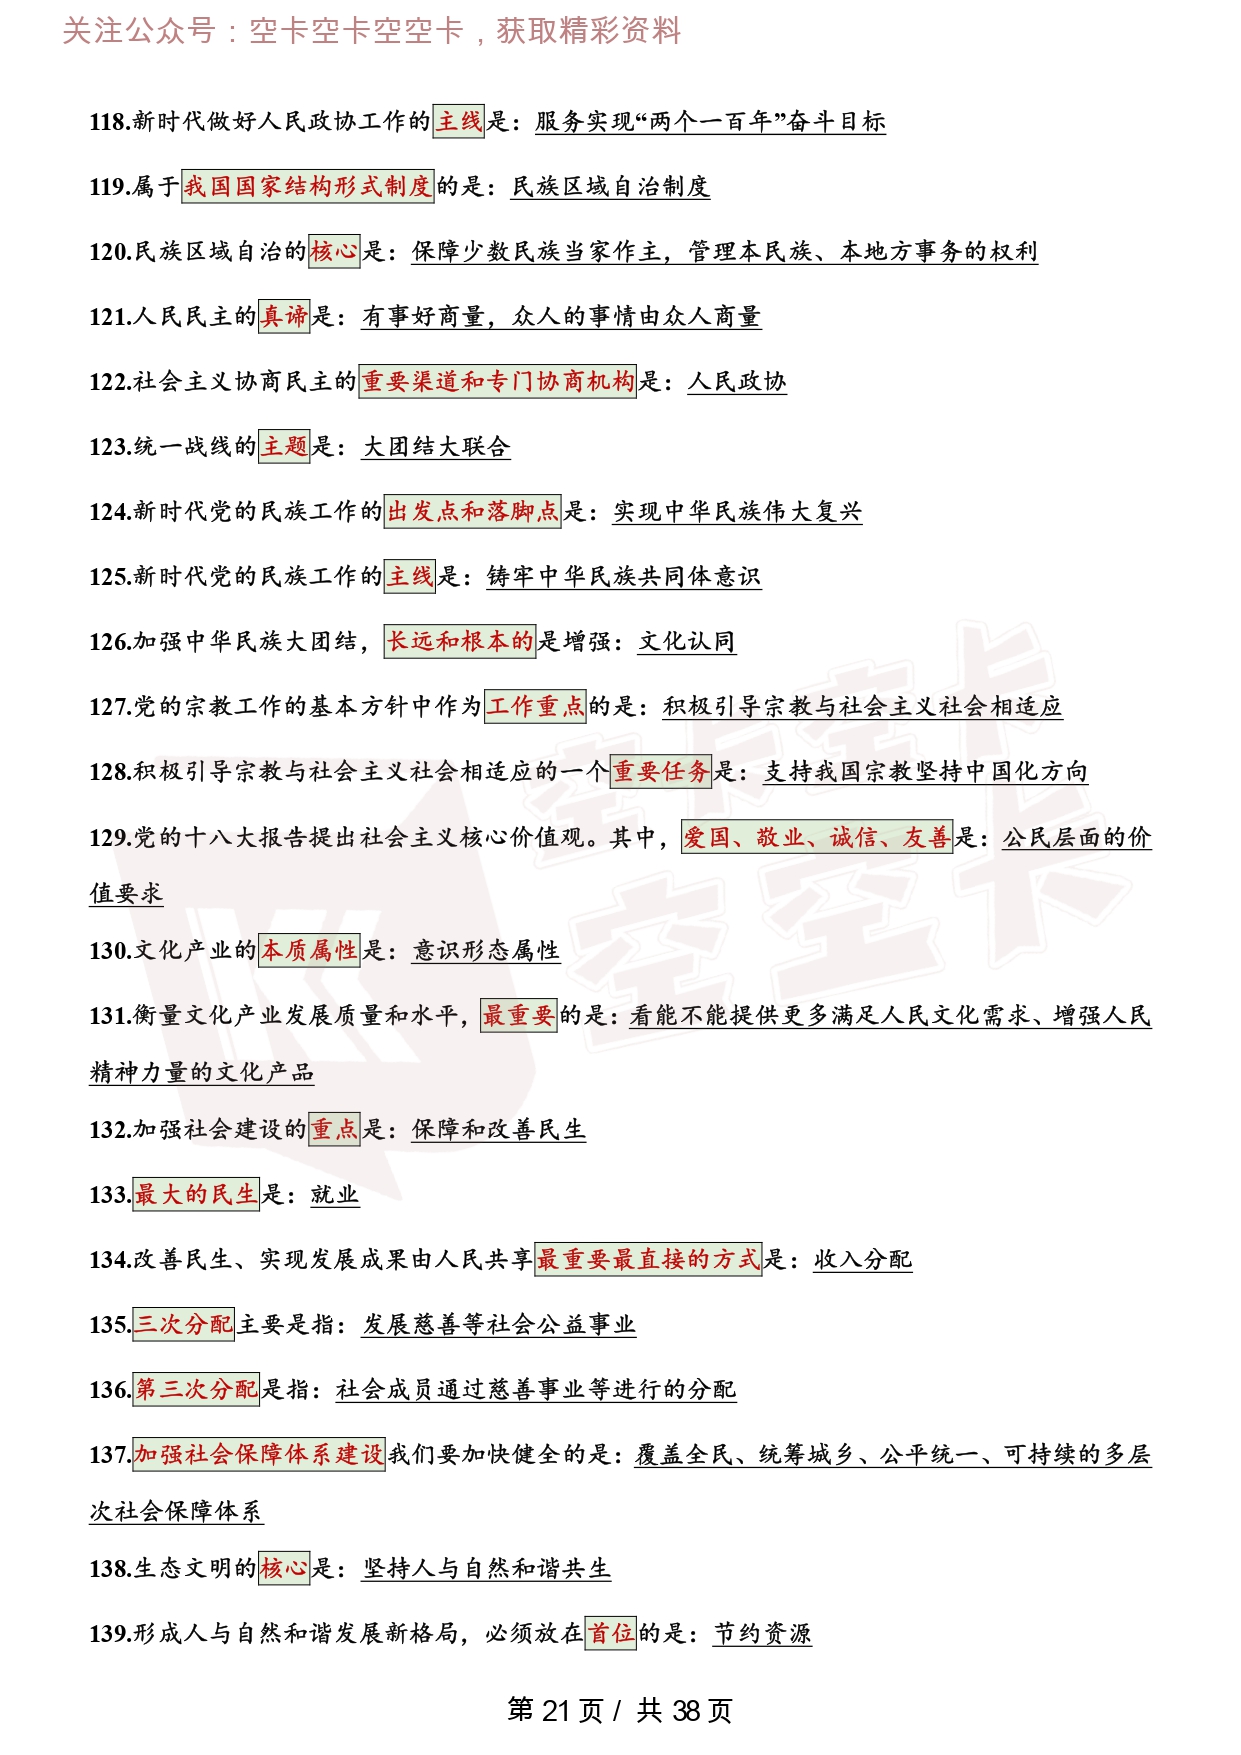 关注公众号：空卡空卡空空卡，获取精彩资料
118.新时代做好人民政协工作的主线是：服务实现“两个一百年”奋斗目标
119.属于我国国家结构形式制度的是：民族区域自治制度
120.民族区域自治的核心是：保障少数民族当家作主，管理本民族、本地方事务的权利
121.人民民主的真谛是：有事好商量，众人的事情由众人商量
122.社会主义协商民主的重要渠道和专门协商机构是：人民政协
123.统一战线的主题是：大团结大联合
124.新时代党的民族工作的出发点和落脚点是：实现中华民族伟大复兴
125.新时代党的民族工作的主线是：铸牢中华民族共同体意识
126.加强中华民族大团结，长远和根本的是增强：文化认同
127.党的宗教工作的基本方针中作为工作重点的是：积极引导宗教与社会主义社会相适应
128.积极引导宗教与社会主义社会相适应的一个重要任务是：支持我国宗教坚持中国化方向
129.党的十八大报告提出社会主义核心价值观。其中，爱国、敬业、诚信、友善是：公民层面的价
值要求
130.文化产业的本质属性是：意识形态属性
131.衡量文化产业发展质量和水平，最重要的是：看能不能提供更多满足人民文化需求、增强人民
精神力量的文化产品
132.加强社会建设的重点是：保障和改善民生
133.最大的民生是：就业
134.改善民生、实现发展成果由人民共享最重要最直接的方式是：收入分配
135.三次分配主要是指：发展慈善等社会公益事业
136.第三次分配是指：社会成员通过慈善事业等进行的分配
137.加强社会保障体系建设我们要加快健全的是：覆盖全民、统筹城乡、公平统一、可持续的多层
次社会保障体系
138.生态文明的核心是：坚持人与自然和谐共生
139.形成人与自然和谐发展新格局，必须放在首位的是：节约资源
空卡空卡
空空卡
第 21 页 / 共 38 页